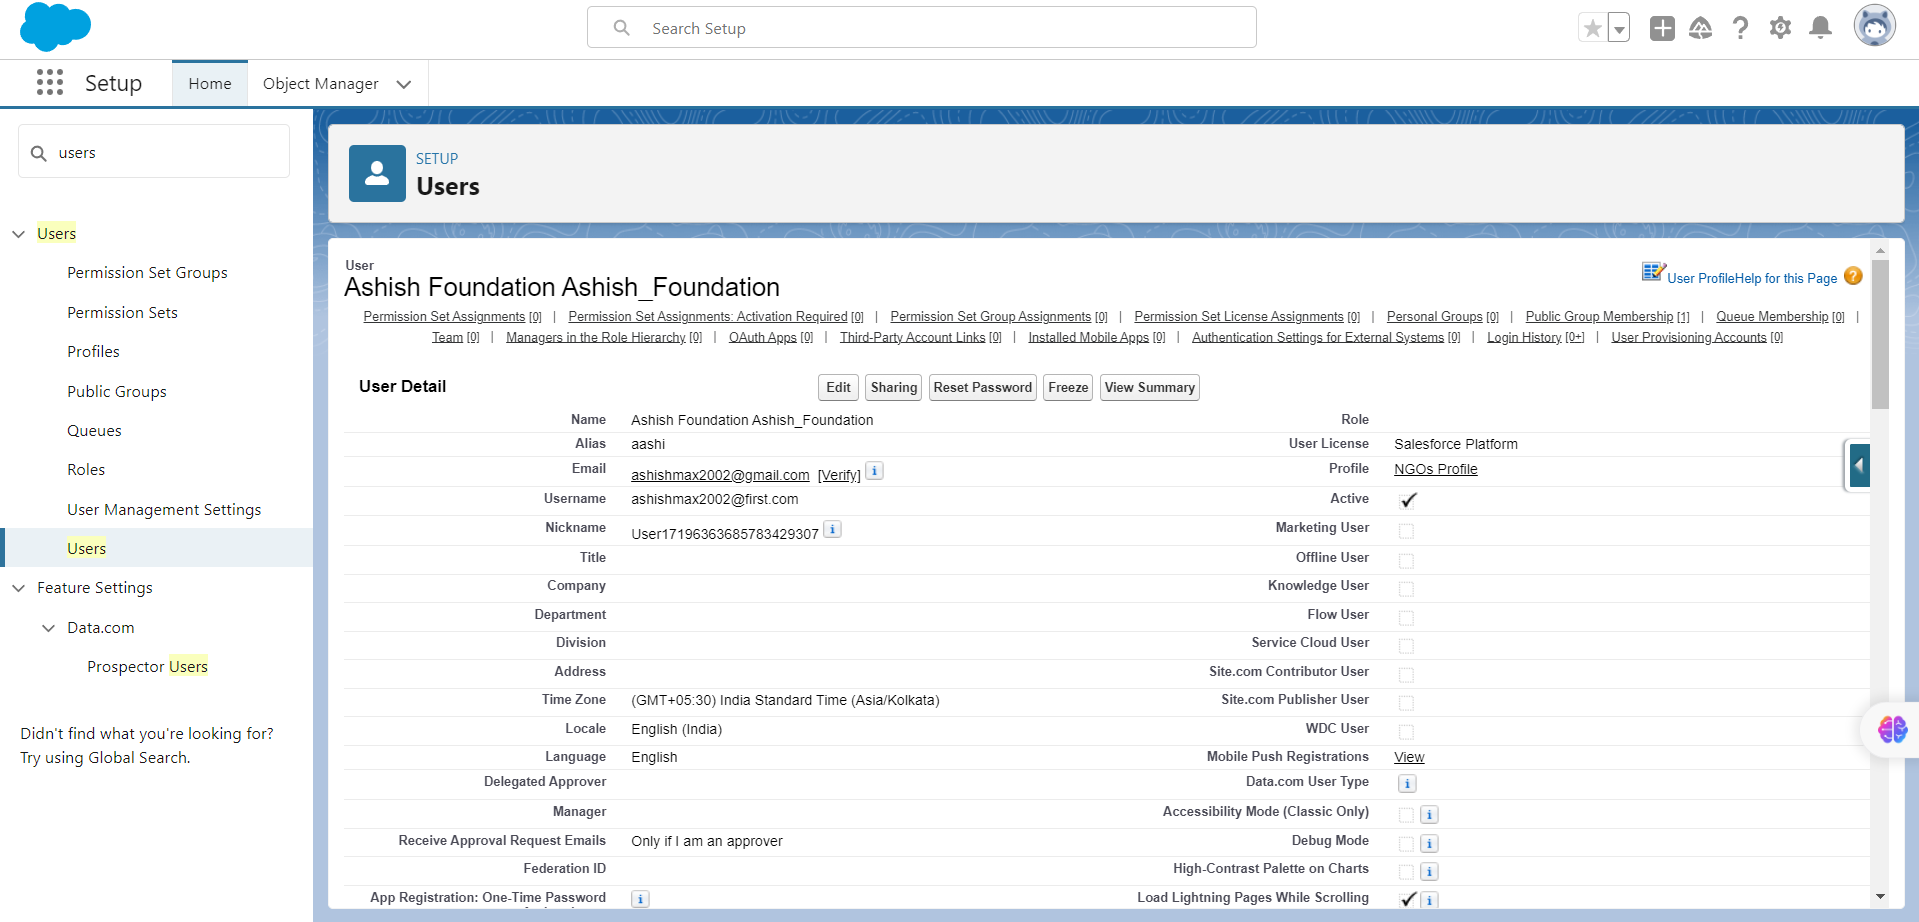 Search Setup
Setup
Home
Object Manager
users
Users
Permission Set Groups
Permission Sets
Profiles
Public Groups
Queues
Roles
User Management Settings
Users
Feature Settings
Data.com
Prospector Users
Didn't find what you're looking for?
Try using Global Search.
SETUP
Users
User
Ashish Foundation Ashish_Foundation
User Profile Help for this Page ?
Permission Set Assignments [0] | Permission Set Assignments: Activation Required [0] | Permission Set Group Assignments [0] | Permission Set License Assignments [0] | Personal Groups [0] | Public Group Membership [1] | Queue Membership [0] |
Team [0] | Managers in the Role Hierarchy [0] | OAuth Apps [0] | Third-Party Account Links [0] | Installed Mobile Apps [0] | Authentication Settings for External Systems [0] | Login History [0+] | User Provisioning Accounts [0]
User Detail Edit Sharing Reset Password Freeze View Summary
Name Ashish Foundation Ashish_Foundation Role
Alias aashi User License Salesforce Platform
Email ashishmax2002@gmail.com [Verify] i Profile NGOs Profile
Username ashishmax2002@first.com Active
Nickname User17196363685783429307 i Marketing User
Title Offline User
Company Knowledge User
Department Flow User
Division Service Cloud User
Address Site.com Contributor User
Time Zone (GMT+05:30) India Standard Time (Asia/Kolkata) Site.com Publisher User
Locale English (India) WDC User
Language English Mobile Push Registrations View
Delegated Approver Data.com User Type i
Manager Accessibility Mode (Classic Only) i
Receive Approval Request Emails Only if I am an approver Debug Mode i
Federation ID High-Contrast Palette on Charts i
App Registration: One-Time Password i Load Lightning Pages While Scrolling i